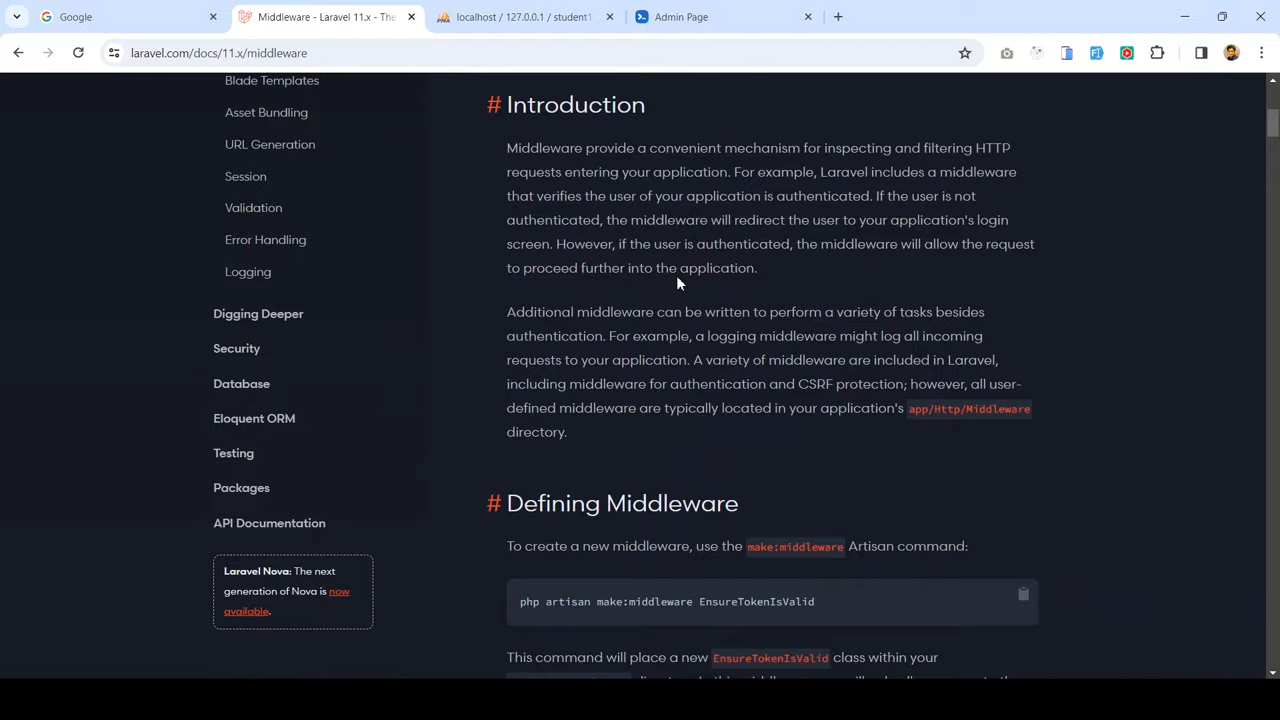 Google
Middleware - Laravel 11.x - The
localhost / 127.0.0.1 / student1
Admin Page
laravel.com/docs/11.x/middleware
Blade Templates
Asset Bundling
URL Generation
Session
Validation
Error Handling
Logging
Digging Deeper
Security
Database
Eloquent ORM
Testing
Packages
API Documentation
Laravel Nova: The next
generation of Nova is now
available.
# Introduction
Middleware provide a convenient mechanism for inspecting and filtering HTTP
requests entering your application. For example, Laravel includes a middleware
that verifies the user of your application is authenticated. If the user is not
authenticated, the middleware will redirect the user to your application's login
screen. However, if the user is authenticated, the middleware will allow the request
to proceed further into the application.
Additional middleware can be written to perform a variety of tasks besides
authentication. For example, a logging middleware might log all incoming
requests to your application. A variety of middleware are included in Laravel,
including middleware for authentication and CSRF protection; however, all user-
defined middleware are typically located in your application's app/Http/Middleware
directory.
# Defining Middleware
To create a new middleware, use the make:middleware Artisan command:
php artisan make:middleware EnsureTokenIsValid
This command will place a new EnsureTokenIsValid class within your